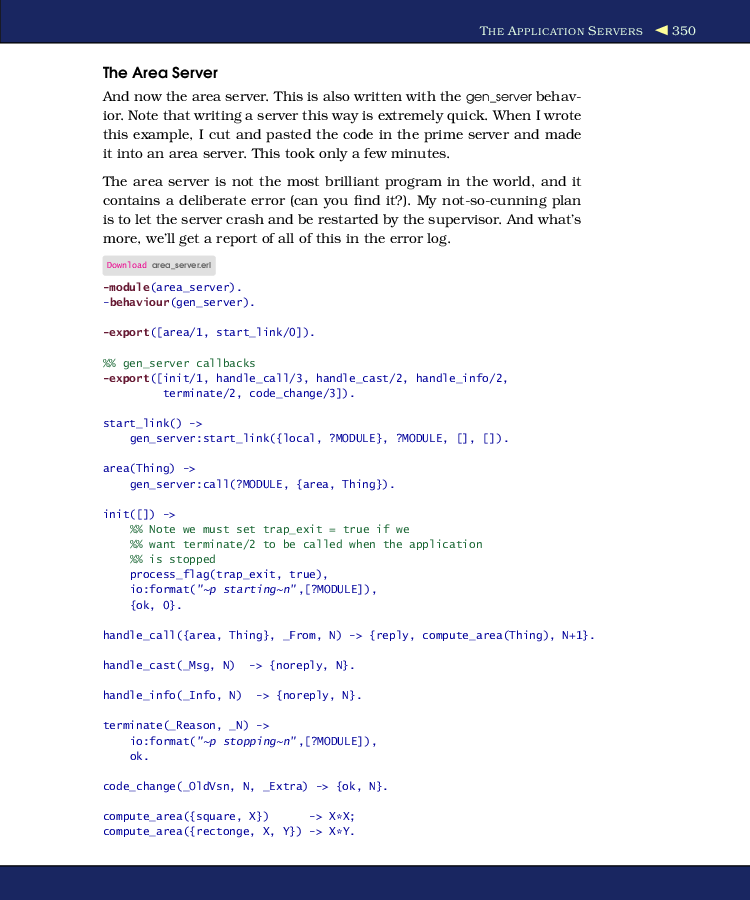 THE APPLICATION SERVERS ◀ 350
The Area Server
And now the area server. This is also written with the gen_server behav-
ior. Note that writing a server this way is extremely quick. When I wrote
this example, I cut and pasted the code in the prime server and made
it into an area server. This took only a few minutes.
The area server is not the most brilliant program in the world, and it
contains a deliberate error (can you find it?). My not-so-cunning plan
is to let the server crash and be restarted by the supervisor. And what's
more, we'll get a report of all of this in the error log.
Download area_server.erl
-module(area_server).
-behaviour(gen_server).
-export([area/1, start_link/0]).
%% gen_server callbacks
-export([init/1, handle_call/3, handle_cast/2, handle_info/2,
         terminate/2, code_change/3]).
start_link() ->
    gen_server:start_link({local, ?MODULE}, ?MODULE, [], []).
area(Thing) ->
    gen_server:call(?MODULE, {area, Thing}).
init([]) ->
    %% Note we must set trap_exit = true if we
    %% want terminate/2 to be called when the application
    %% is stopped
    process_flag(trap_exit, true),
    io:format("~p starting~n",[?MODULE]),
    {ok, 0}.
handle_call({area, Thing}, _From, N) -> {reply, compute_area(Thing), N+1}.
handle_cast(_Msg, N)  -> {noreply, N}.
handle_info(_Info, N)  -> {noreply, N}.
terminate(_Reason, _N) ->
    io:format("~p stopping~n",[?MODULE]),
    ok.
code_change(_OldVsn, N, _Extra) -> {ok, N}.
compute_area({square, X})      -> X*X;
compute_area({rectonge, X, Y}) -> X*Y.